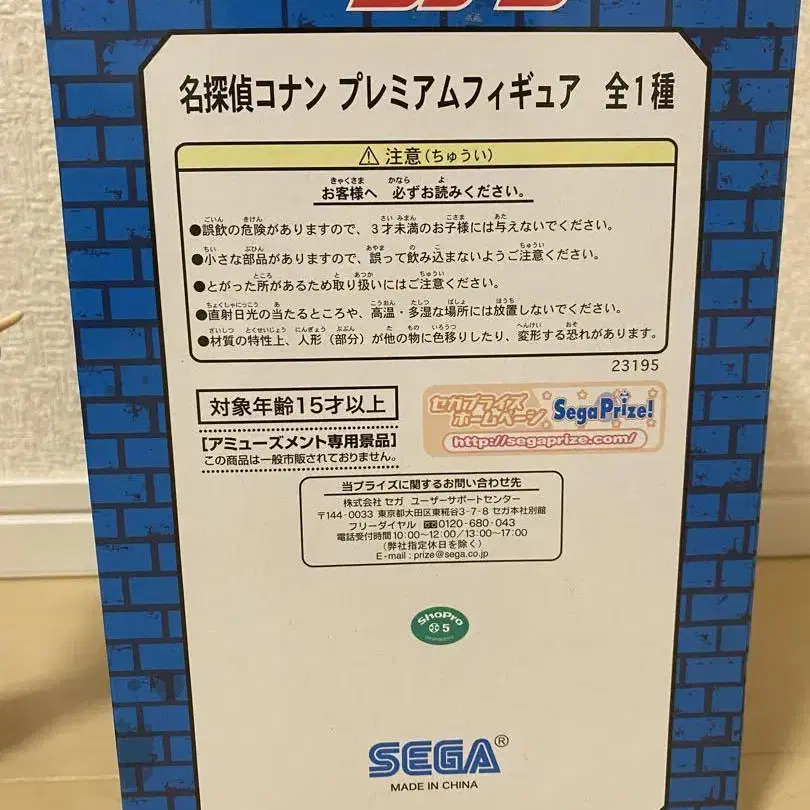 名探偵コナン プレミアムフィギュア 全1種
⚠ 注意(ちゅうい)
お客様へ 必ずお読みください。
●誤飲の危険がありますので、3才未満のお子様には与えないでください。
●小さな部品がありますので、誤って飲み込まないようご注意ください。
●とがった所があるため取り扱いにはご注意ください。
●直射日光の当たるところや、高温・多湿な場所には放置しないでください。
●材質の特性上、人形(部分)が他の物に色移りしたり、変形する恐れがあります。
23195
対象年齢15才以上
セガプライズ
ホームページ
SegaPrize!
http://segaprize.com/
[アミューズメント専用景品]
この商品は一般市販されておりません。
当プライズに関するお問い合わせ先
株式会社 セガ ユーザーサポートセンター
〒144-0033 東京都大田区東糀谷3-7-8 セガ本社別館
フリーダイヤル 0120-680-043
電話受付時間 10:00~12:00/13:00~17:00
(弊社指定休日を除く)
E-mail : prize@sega.co.jp
ShoPro
5
SEGA®
MADE IN CHINA